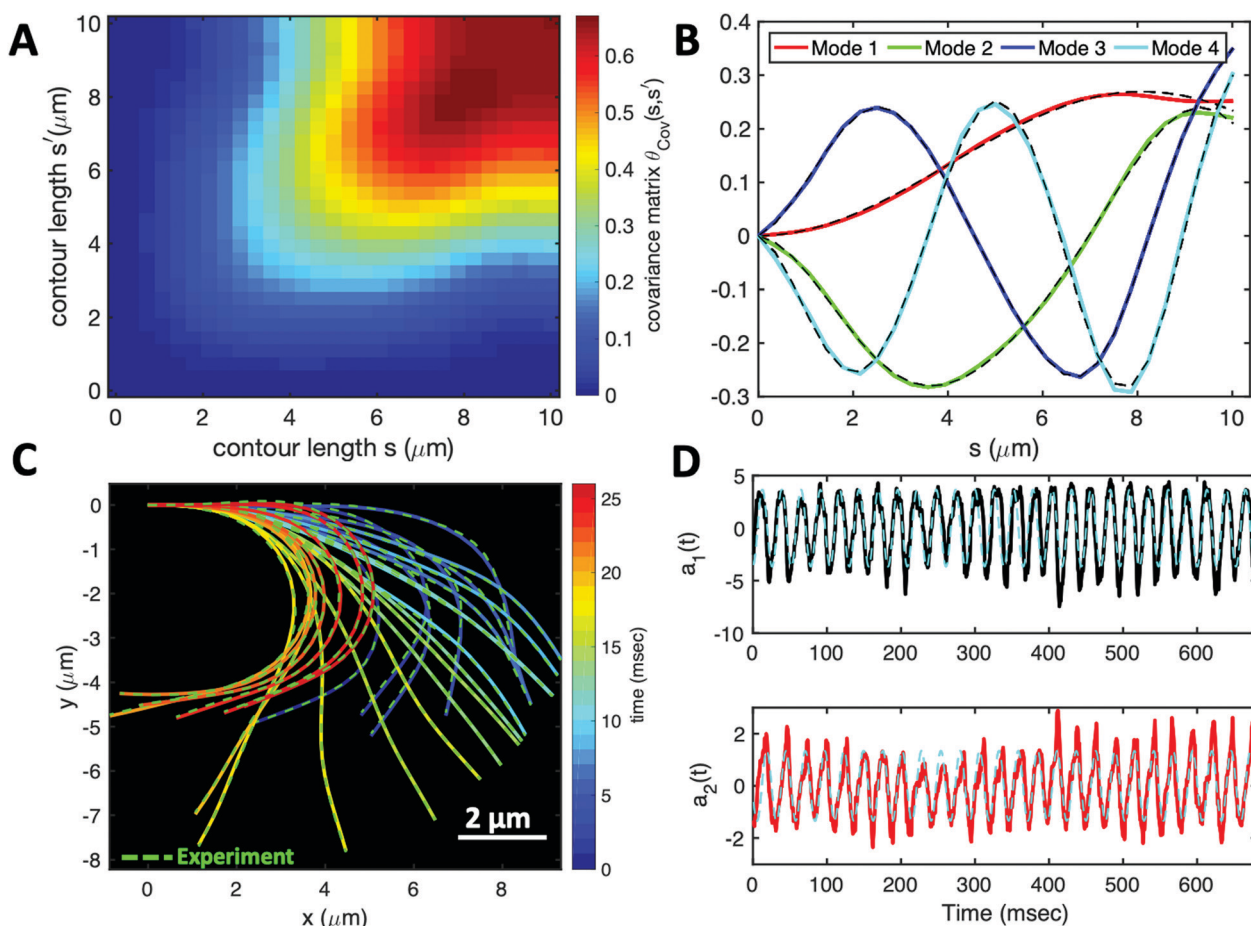 A
contour length s′(μm)
10
8
6
4
2
0
0 2 4 6 8 10
contour length s (μm)
0.6
0.5
0.4
0.3
0.2
0.1
0
covariance matrix θCov(s,s′)
B
Mode 1 Mode 2 Mode 3 Mode 4
0.4
0.3
0.2
0.1
0
-0.1
-0.2
-0.3
0 2 4 6 8 10
s (μm)
C
y (μm)
0
-1
-2
-3
-4
-5
-6
-7
-8
2 μm
Experiment
0 2 4 6 8
x (μm)
25
20
15
10
5
0
time (msec)
D
a1(t)
5
0
-5
-10
0 100 200 300 400 500 600
a2(t)
2
0
-2
0 100 200 300 400 500 600
Time (msec)